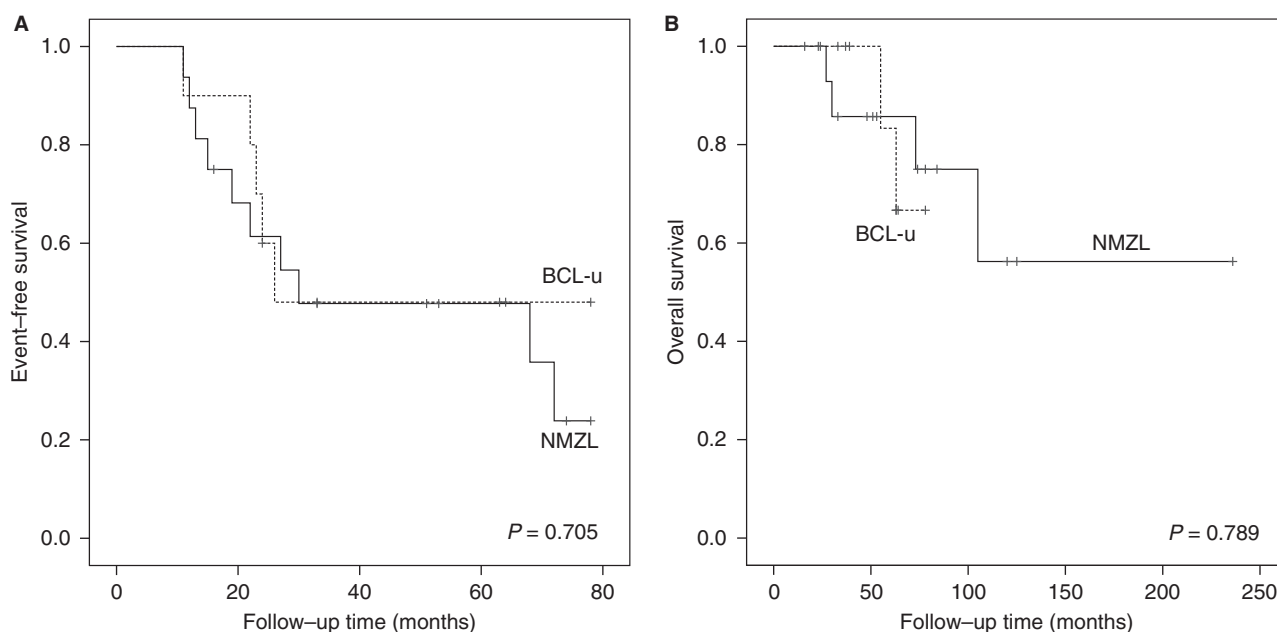 A
Event–free survival
1.0
0.8
0.6
0.4
0.2
0.0
BCL-u
NMZL
P = 0.705
0
20
40
60
80
Follow–up time (months)
B
Overall survival
1.0
0.8
0.6
0.4
0.2
0.0
BCL-u
NMZL
P = 0.789
0
50
100
150
200
250
Follow–up time (months)